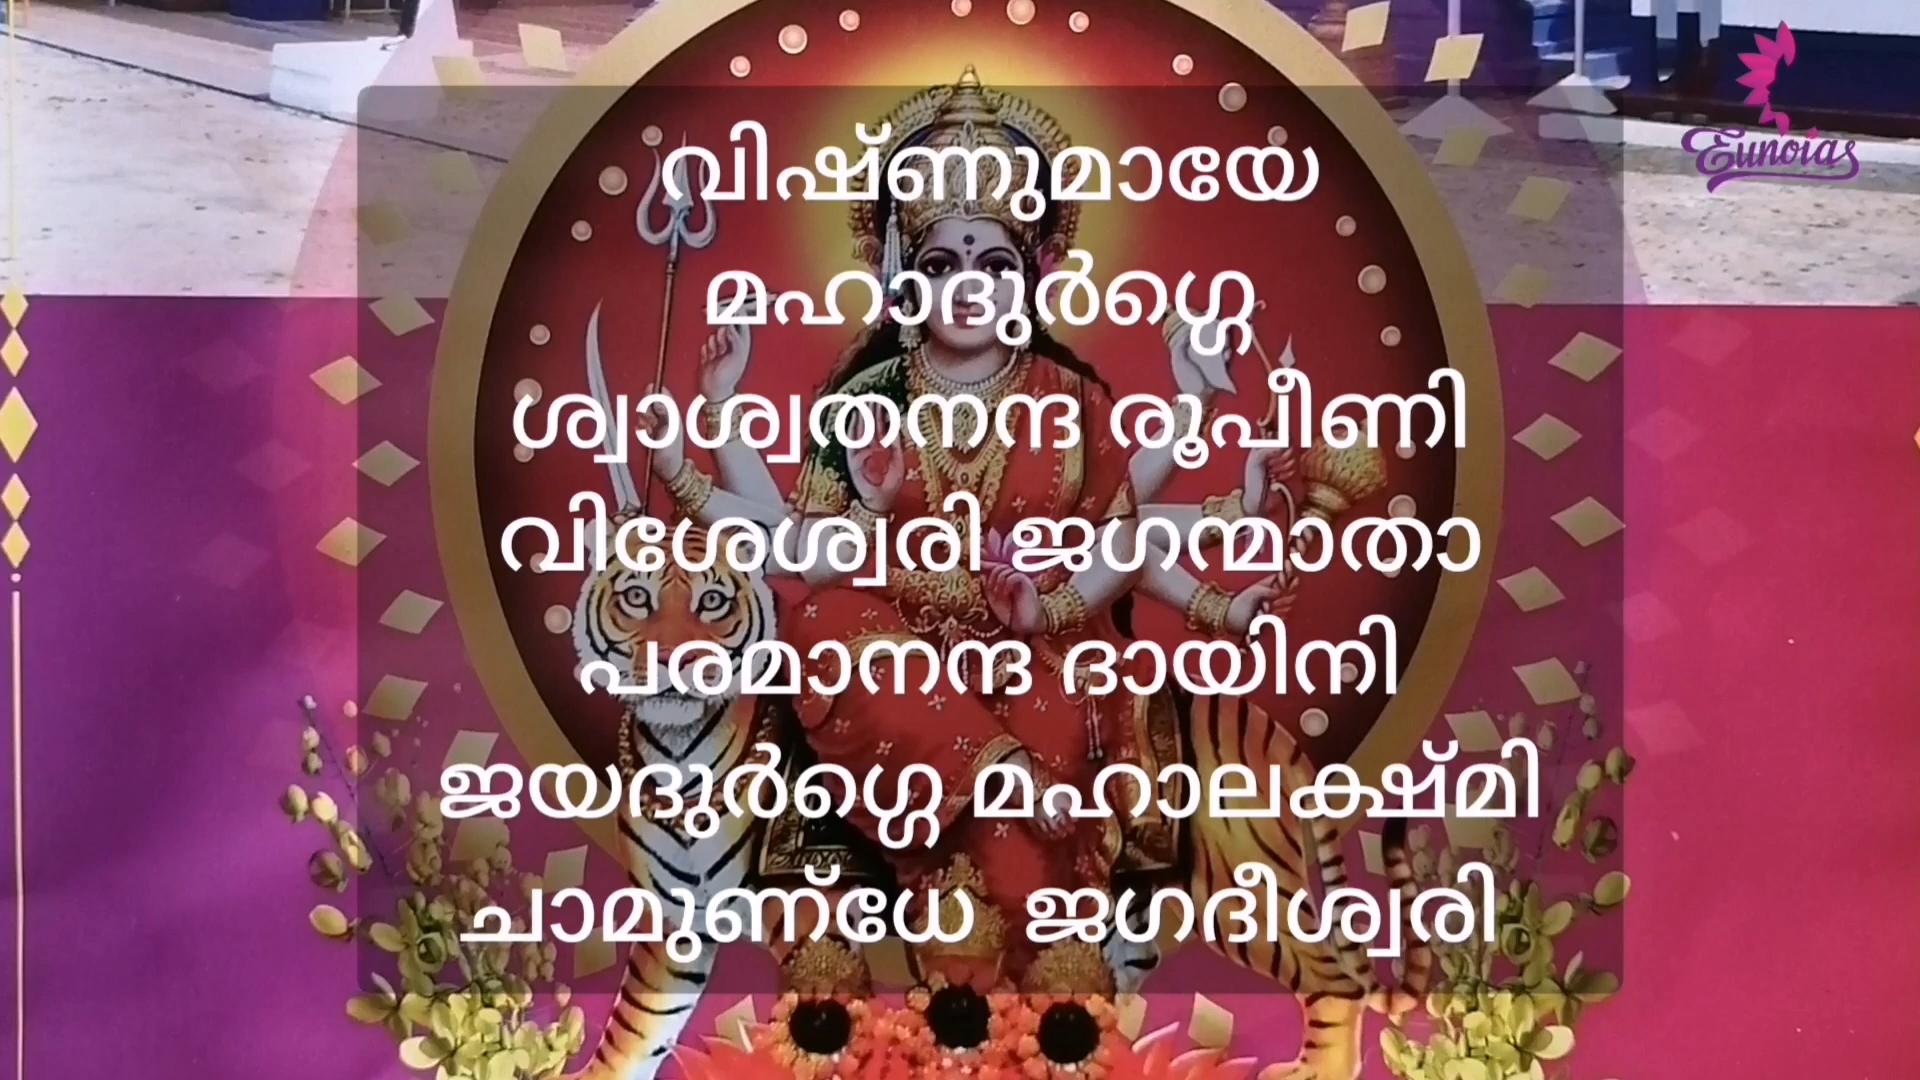 Eunoias
വിഷ്ണുമായേ
മഹാദുർഗ്ഗെ
ശ്വാശ്വതനന്ദ രൂപീണി
വിശേശ്വരി ജഗന്മാതാ
പരമാനന്ദ ദായിനി
ജയദുർഗ്ഗെ മഹാലക്ഷ്മി
ചാമുണ്ധേ ജഗദീശ്വരി